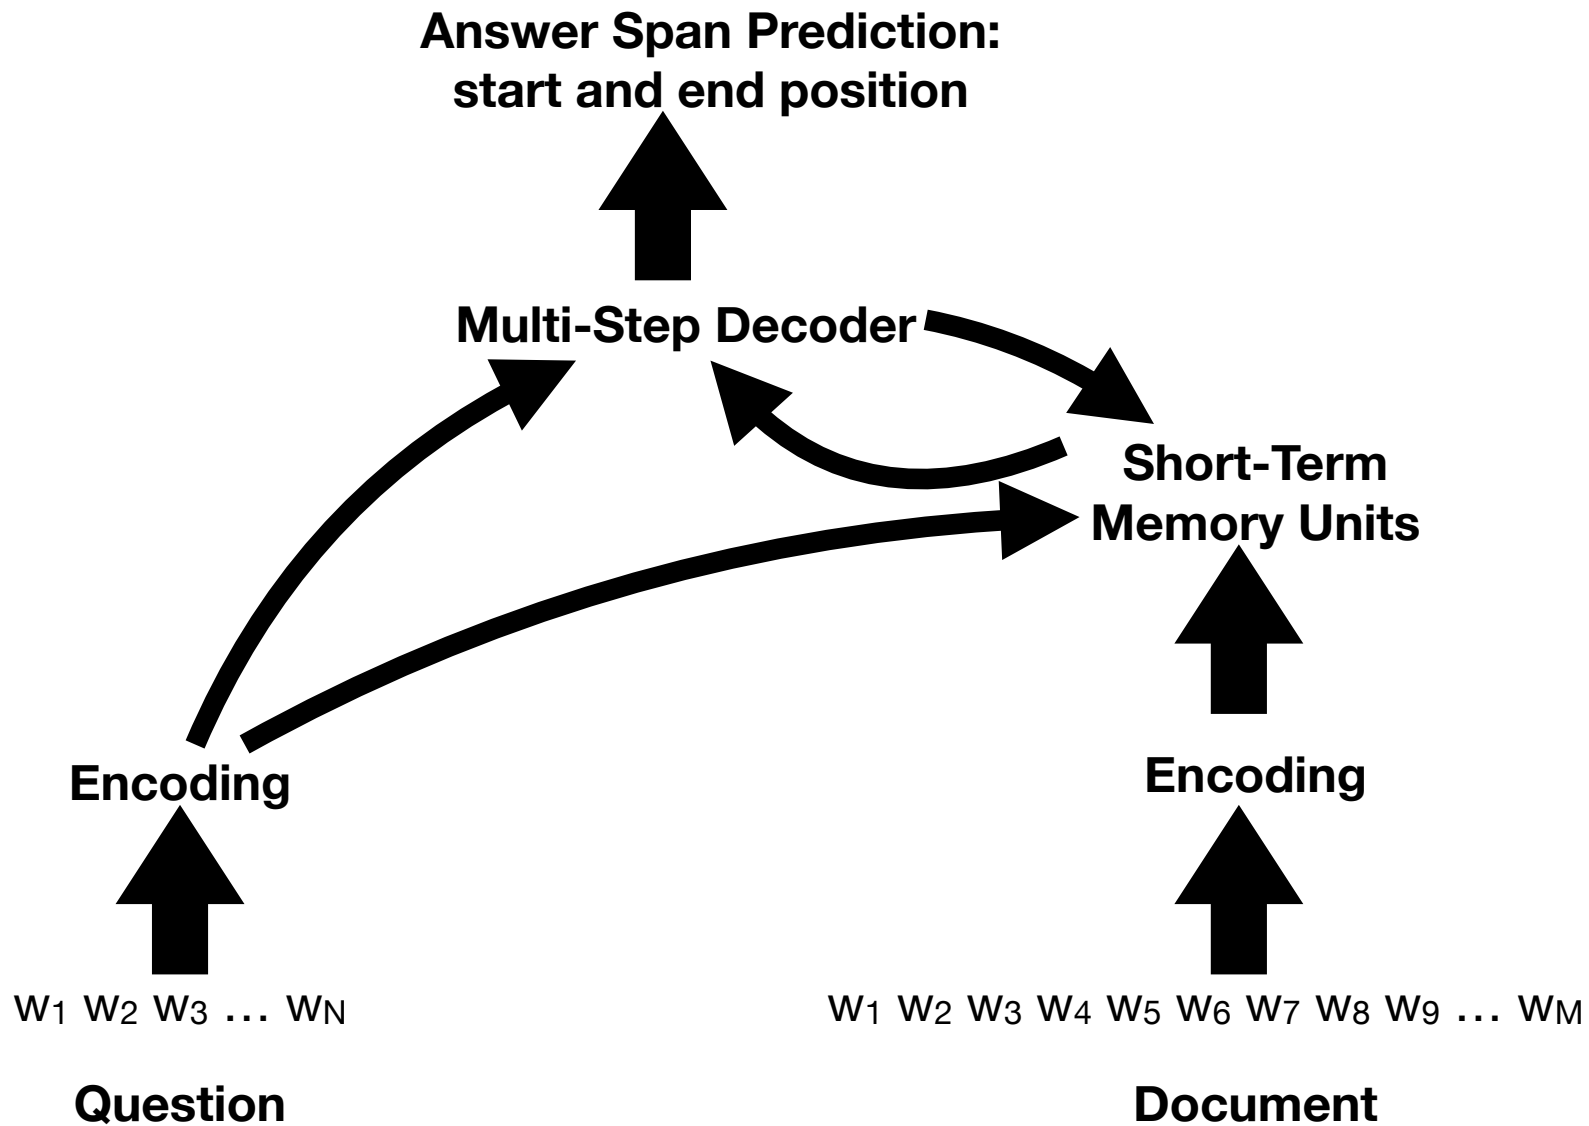 Answer Span Prediction:
start and end position
Multi-Step Decoder
Short-Term
Memory Units
Encoding
Encoding
w1 w2 w3 ... wN
w1 w2 w3 w4 w5 w6 w7 w8 w9 ... wM
Question
Document